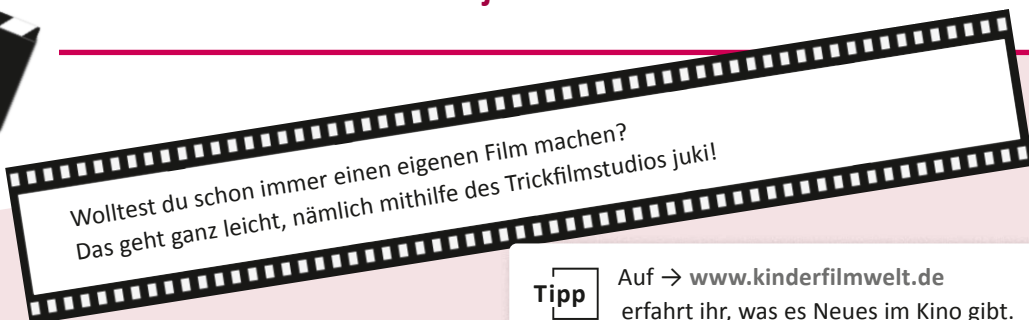 Wolltest du schon immer einen eigenen Film machen?
Das geht ganz leicht, nämlich mithilfe des Trickfilmstudios juki!
Tipp
Auf → www.kinderfilmwelt.de
erfahrt ihr, was es Neues im Kino gibt.